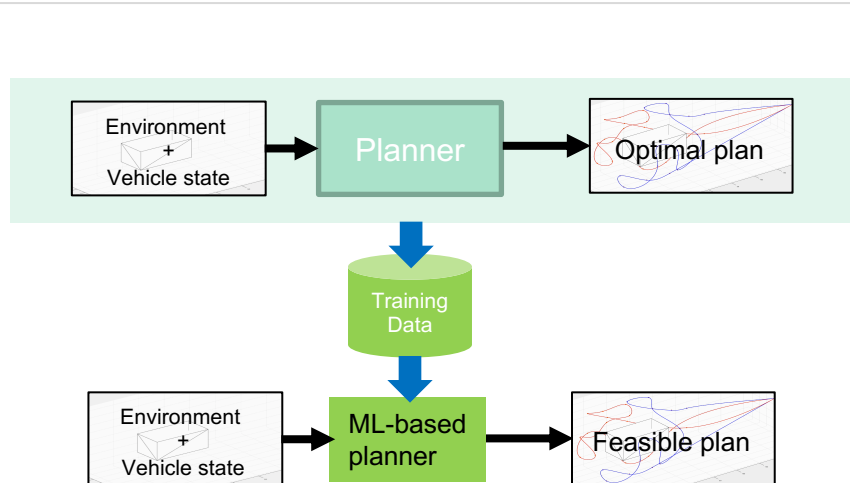 Environment
+
Vehicle state
Planner
Optimal plan
Training
Data
Environment
+
Vehicle state
ML-based
planner
Feasible plan